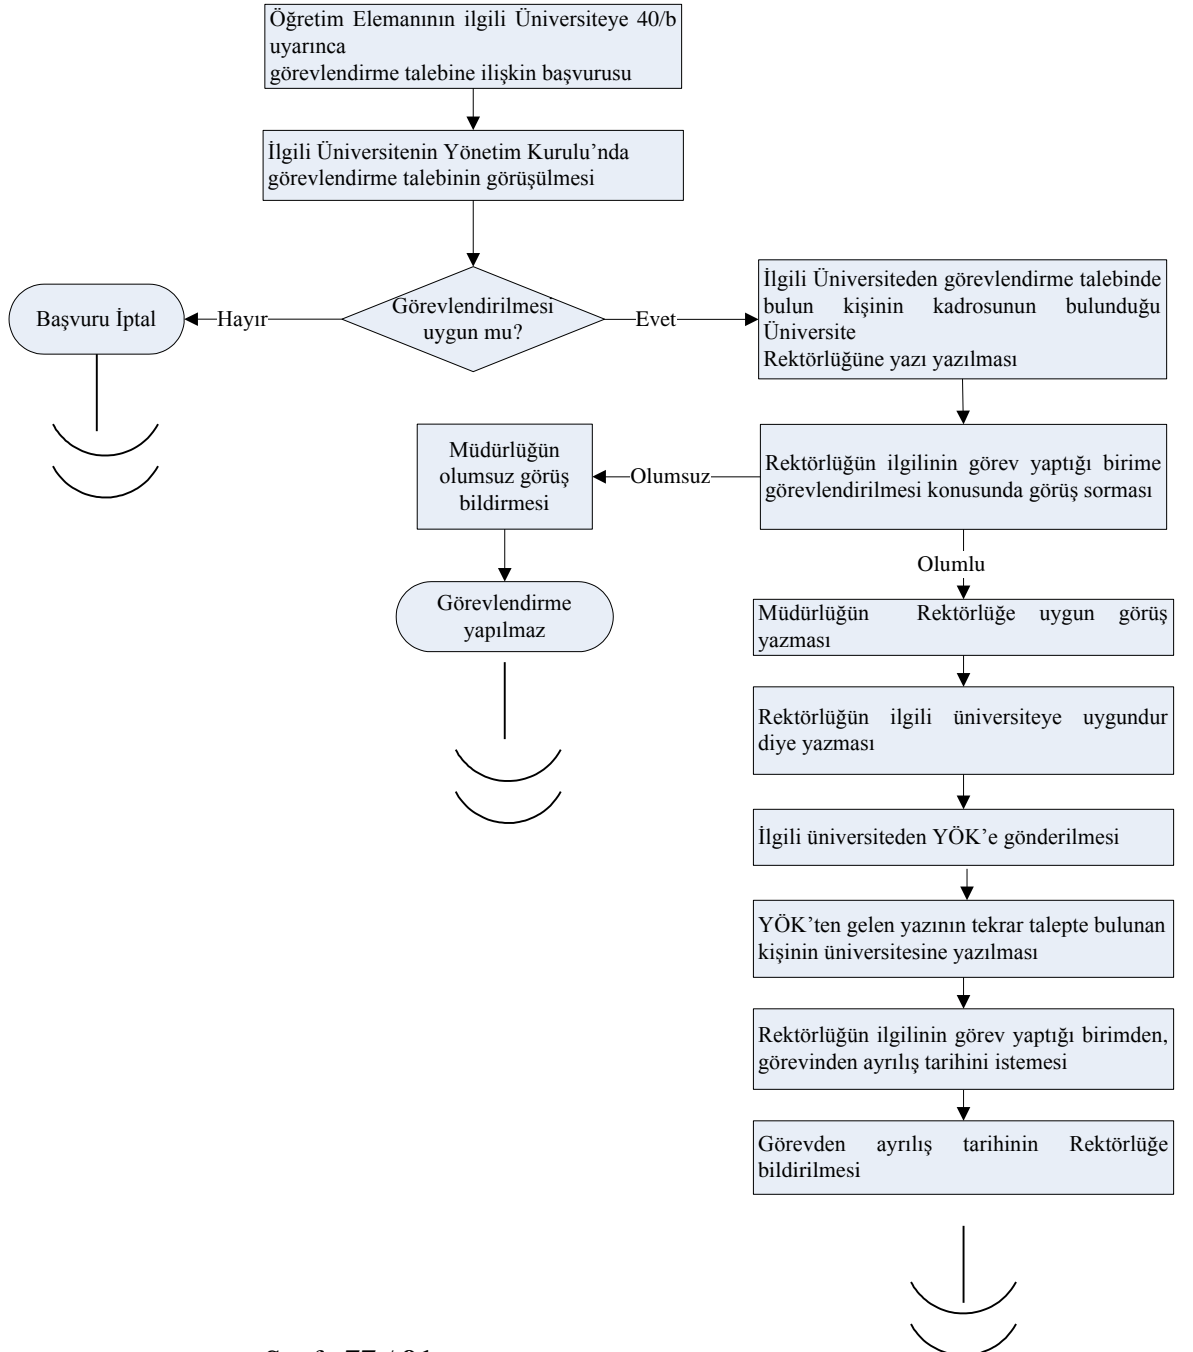 Öğretim Elemanının ilgili Üniversiteye 40/b
uyarınca
görevlendirme talebine ilişkin başvurusu
İlgili Üniversitenin Yönetim Kurulu’nda
görevlendirme talebinin görüşülmesi
Görevlendirilmesi
uygun mu?
Hayır
Başvuru İptal
Evet
İlgili Üniversiteden görevlendirme talebinde
bulun kişinin kadrosunun bulunduğu
Üniversite
Rektörlüğüne yazı yazılması
Rektörlüğün ilgilinin görev yaptığı birime
görevlendirilmesi konusunda görüş sorması
Olumsuz
Müdürlüğün
olumsuz görüş
bildirmesi
Görevlendirme
yapılmaz
Olumlu
Müdürlüğün Rektörlüğe uygun görüş
yazması
Rektörlüğün ilgili üniversiteye uygundur
diye yazması
İlgili üniversiteden YÖK’e gönderilmesi
YÖK’ten gelen yazının tekrar talepte bulunan
kişinin üniversitesine yazılması
Rektörlüğün ilgilinin görev yaptığı birimden,
görevinden ayrılış tarihini istemesi
Görevden ayrılış tarihinin Rektörlüğe
bildirilmesi